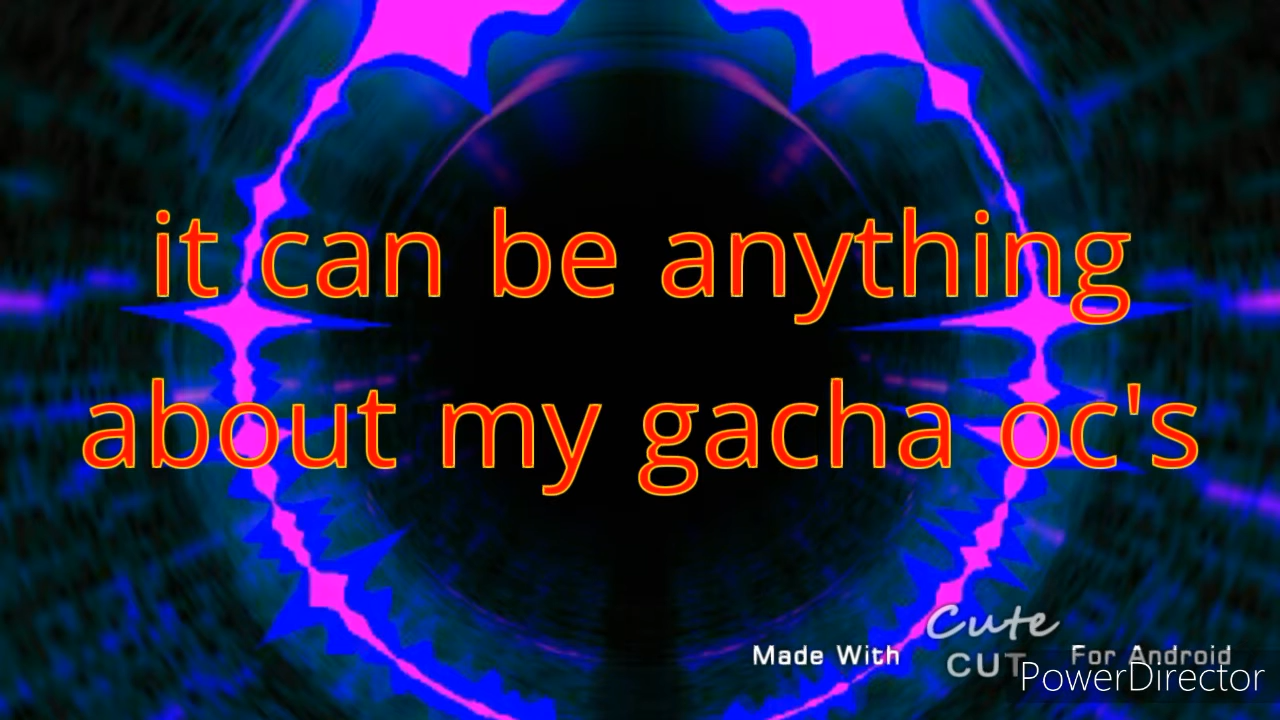 it can be anything
about my gacha oc's
Cute
Made With CUT For Android
PowerDirector